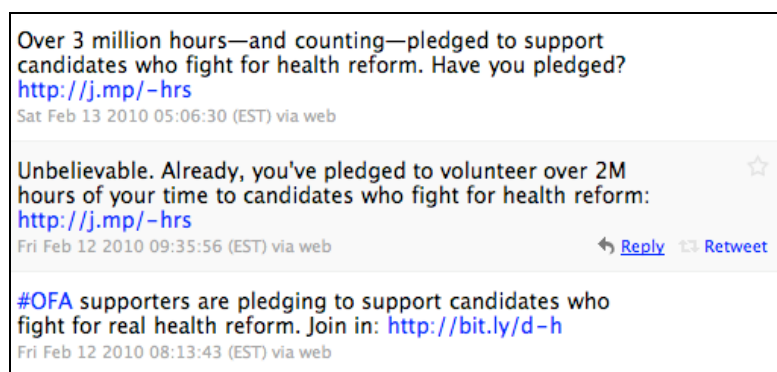 Over 3 million hours—and counting—pledged to support
candidates who fight for health reform. Have you pledged?
http://j.mp/-hrs
Sat Feb 13 2010 05:06:30 (EST) via web
Unbelievable. Already, you've pledged to volunteer over 2M
hours of your time to candidates who fight for health reform:
http://j.mp/-hrs
Fri Feb 12 2010 09:35:56 (EST) via web Reply Retweet
#OFA supporters are pledging to support candidates who
fight for real health reform. Join in: http://bit.ly/d-h
Fri Feb 12 2010 08:13:43 (EST) via web